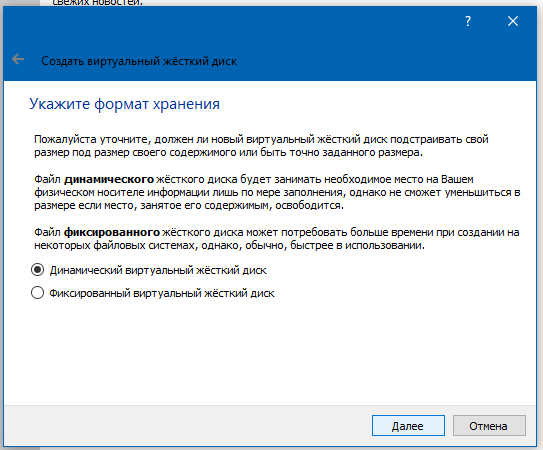 свежих новостей.
?
Создать виртуальный жёсткий диск
Укажите формат хранения
Пожалуйста уточните, должен ли новый виртуальный жёсткий диск подстраивать свой
размер под размер своего содержимого или быть точно заданного размера.
Файл динамического жёсткого диска будет занимать необходимое место на Вашем
физическом носителе информации лишь по мере заполнения, однако не сможет уменьшиться в
размере если место, занятое его содержимым, освободится.
Файл фиксированного жёсткого диска может потребовать больше времени при создании на
некоторых файловых системах, однако, обычно, быстрее в использовании.
Динамический виртуальный жёсткий диск
Фиксированный виртуальный жёсткий диск
Далее
Отмена